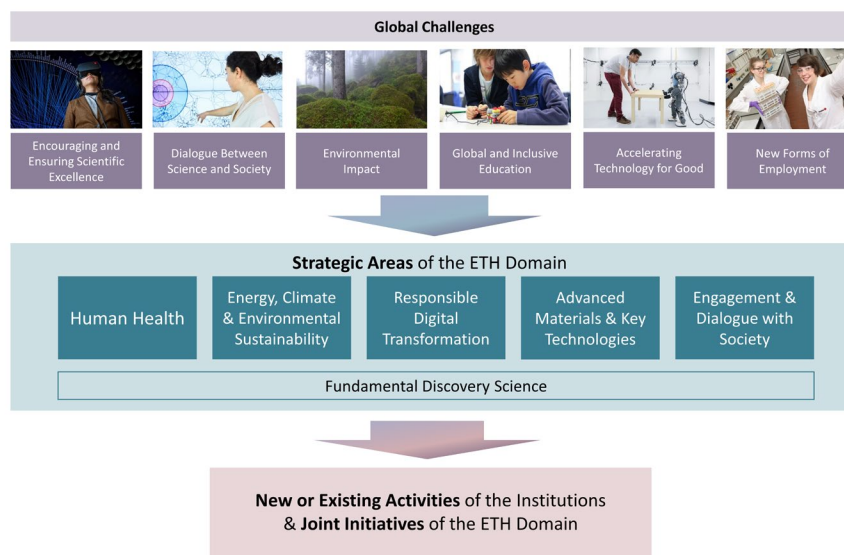 Global Challenges
Encouraging and
Ensuring Scientific
Excellence
Dialogue Between
Science and Society
Environmental
Impact
Global and Inclusive
Education
Accelerating
Technology for Good
New Forms of
Employment
Strategic Areas of the ETH Domain
Human Health
Energy, Climate
& Environmental
Sustainability
Responsible
Digital
Transformation
Advanced
Materials & Key
Technologies
Engagement &
Dialogue with
Society
Fundamental Discovery Science
New or Existing Activities of the Institutions
& Joint Initiatives of the ETH Domain